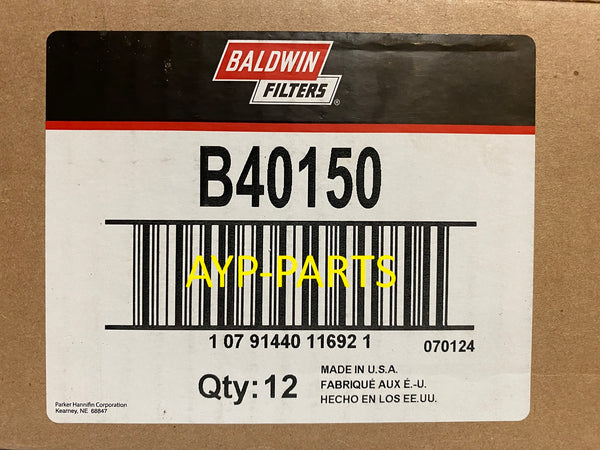 BALDWIN
FILTERS®
B40150
AYP-PARTS
1 07 91440 11692 1
070124
Qty: 12
MADE IN U.S.A.
FABRIQUÉ AUX É.-U.
HECHO EN LOS EE.UU.
Parker Hannifin Corporation
Kearney, NE 68847